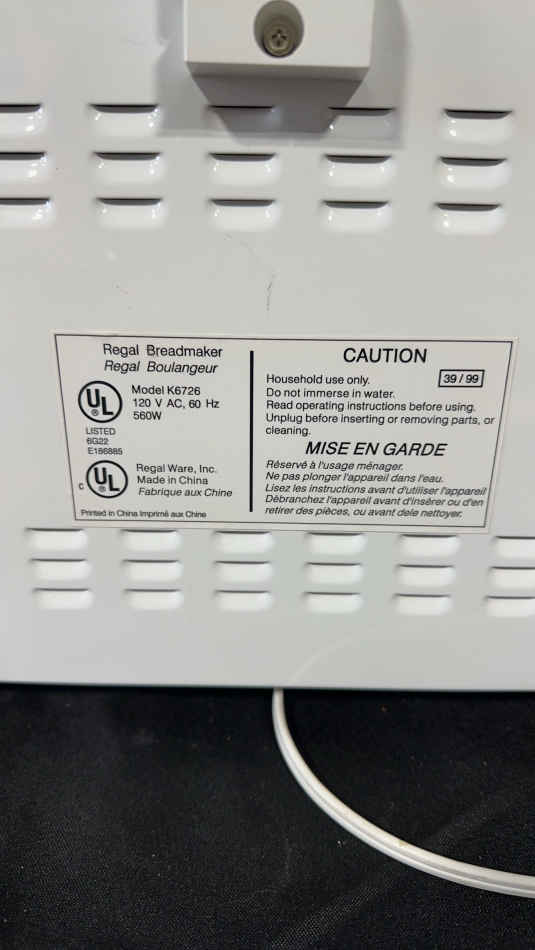 Regal Breadmaker
Regal Boulangeur
UL
®
Model K6726
120 V AC, 60 Hz
560W
LISTED
6G22
E186885
C
UL
®
Regal Ware, Inc.
Made in China
Fabrique aux Chine
Printed in China Imprimé aux Chine
CAUTION
39 / 99
Household use only.
Do not immerse in water.
Read operating instructions before using.
Unplug before inserting or removing parts, or
cleaning.
MISE EN GARDE
Réservé à l'usage ménager.
Ne pas plonger l'appareil dans l'eau.
Lisez les instructions avant d'utiliser l'appareil
Débranchez l'appareil avant d'insérer ou d'en
retirer des pièces, ou avant dele nettoyer.